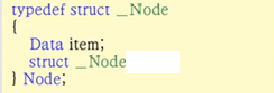 typedef struct _Node
{
Data item;
struct _Node
} Node;